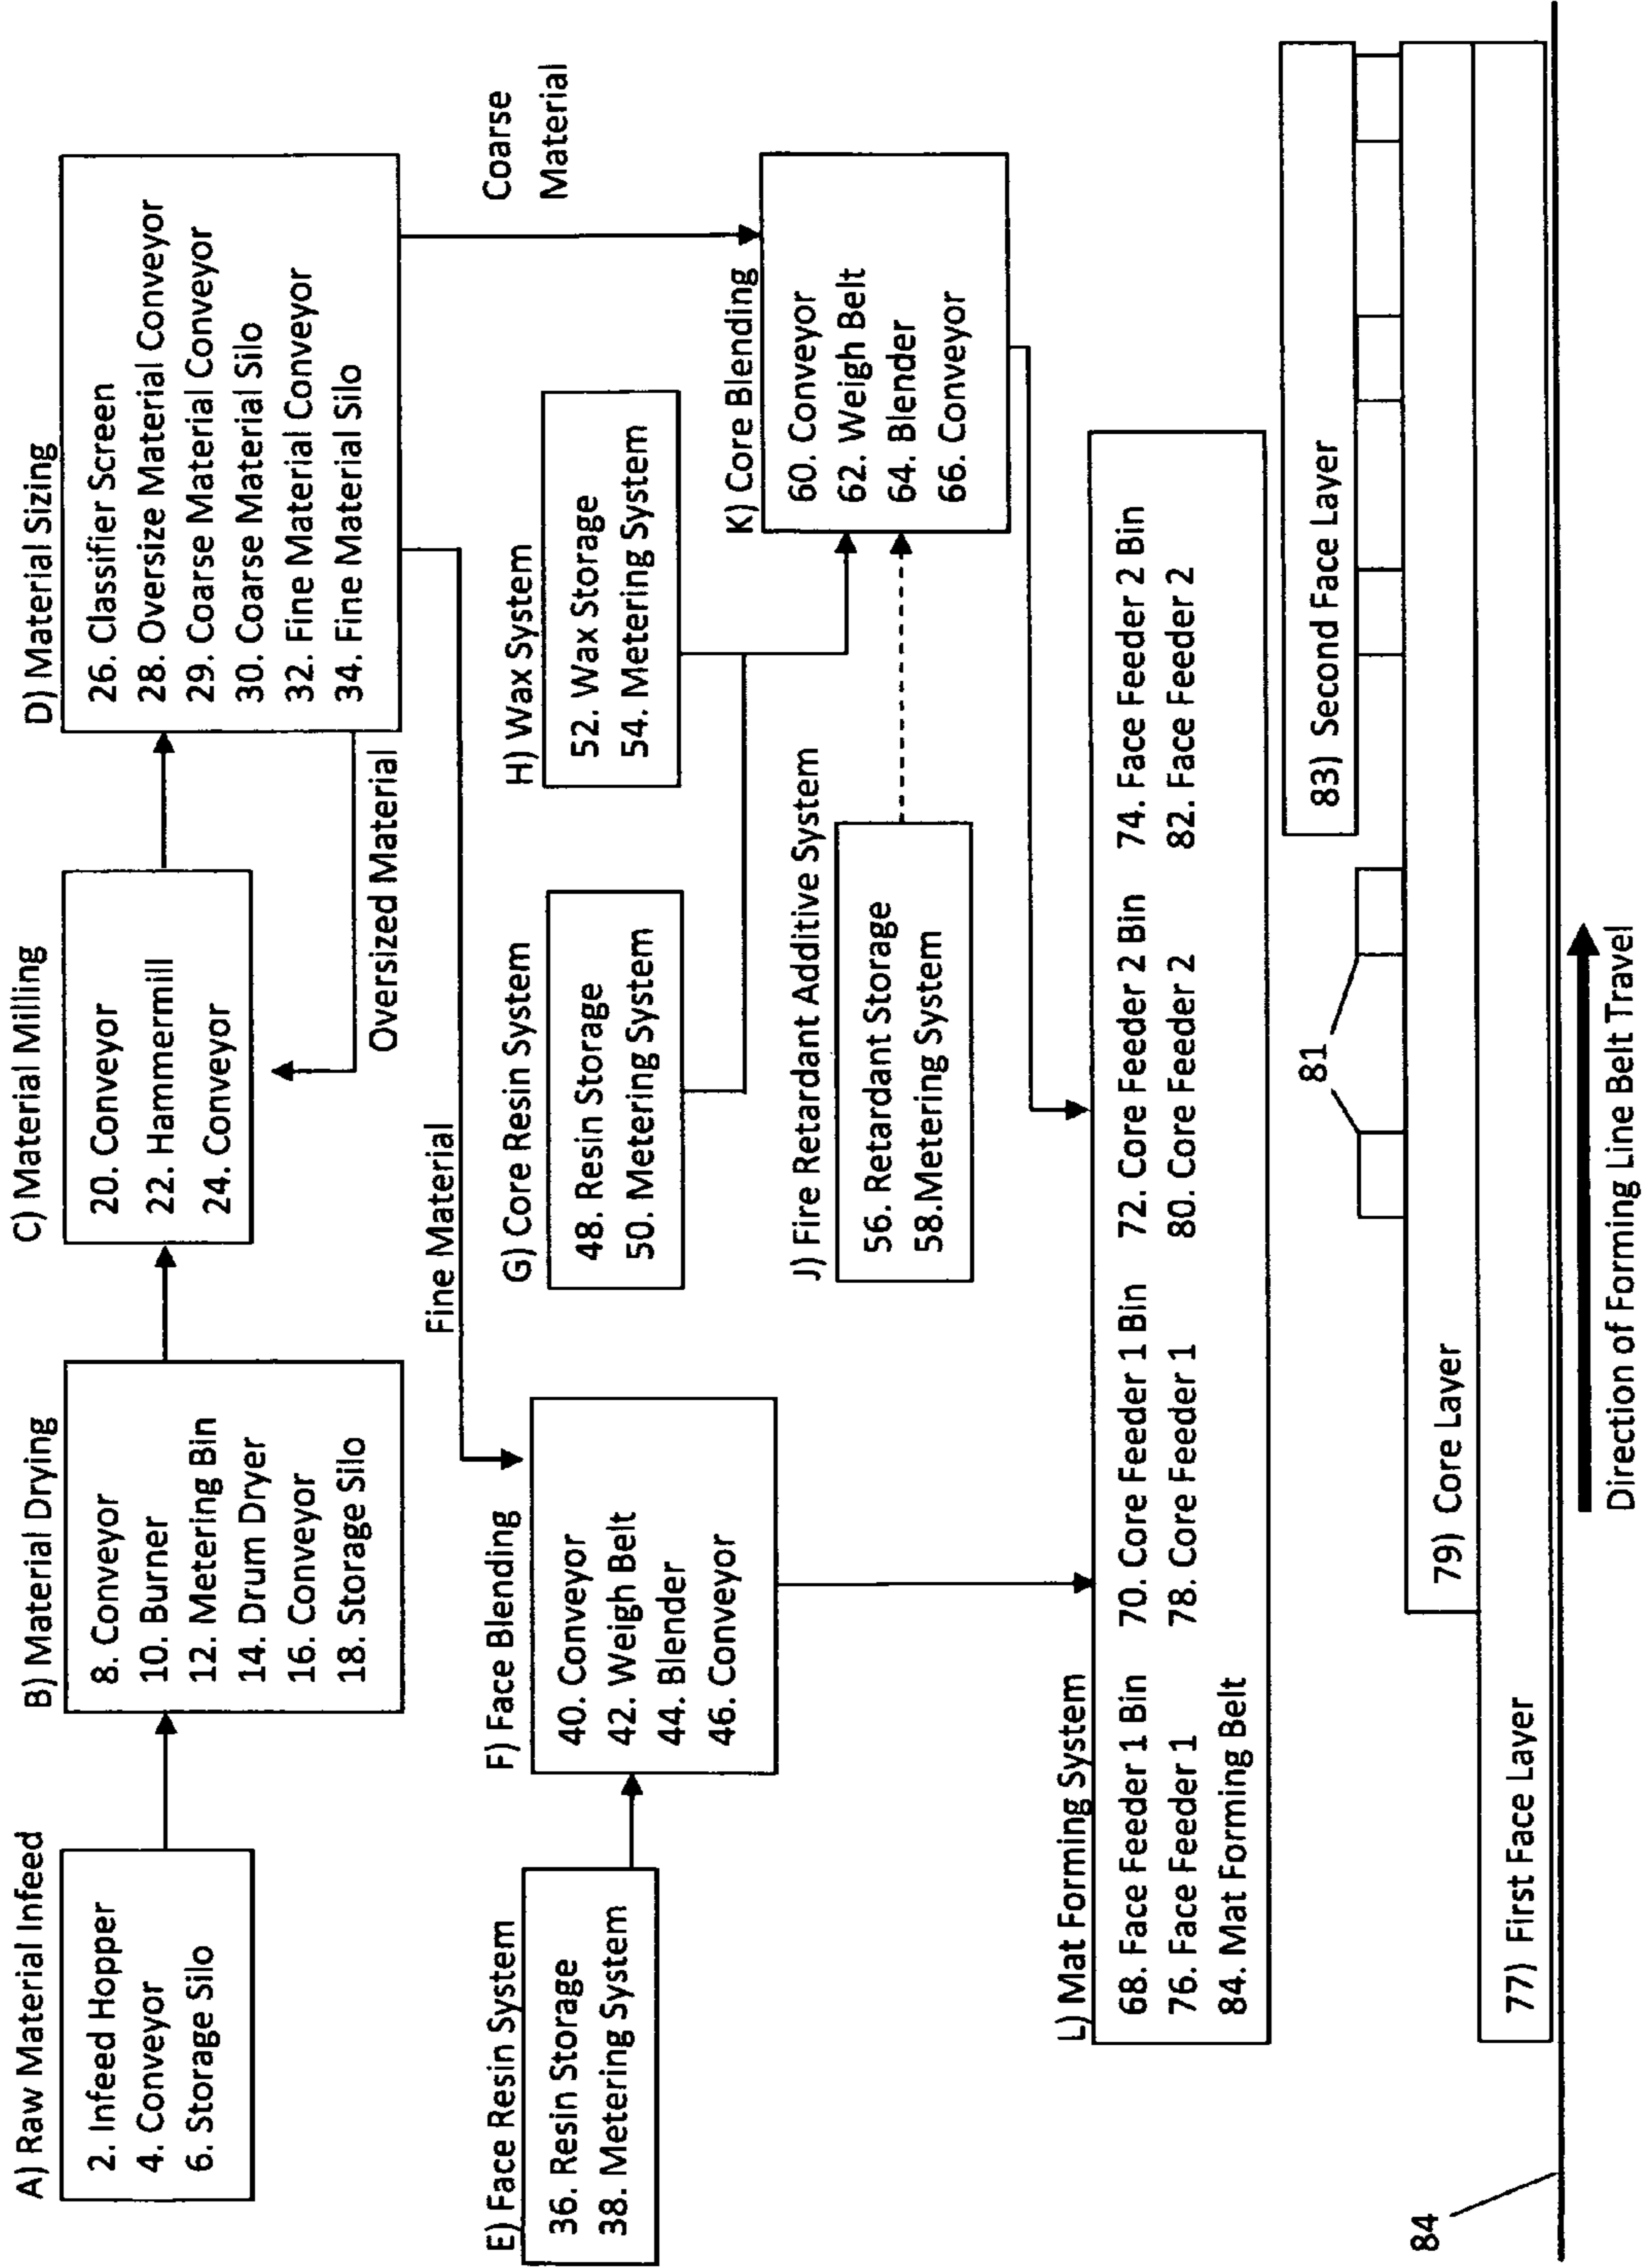 A) Raw Material Infeed
2. Infeed Hopper
4. Conveyor
6. Storage Silo
B) Material Drying
8. Conveyor
10. Burner
12. Metering Bin
14. Drum Dryer
16. Conveyor
18. Storage Silo
C) Material Milling
20. Conveyor
22. Hammermill
24. Conveyor
Oversized Material
D) Material Sizing
26. Classifier Screen
28. Oversize Material Conveyor
29. Coarse Material Conveyor
30. Coarse Material Silo
32. Fine Material Conveyor
34. Fine Material Silo
Fine Material
Coarse
Material
E) Face Resin System
36. Resin Storage
38. Metering System
F) Face Blending
40. Conveyor
42. Weigh Belt
44. Blender
46. Conveyor
G) Core Resin System
48. Resin Storage
50. Metering System
H) Wax System
52. Wax Storage
54. Metering System
J) Fire Retardant Additive System
56. Retardant Storage
58.Metering System
K) Core Blending
60. Conveyor
62. Weigh Belt
64. Blender
66. Conveyor
L) Mat Forming System
68. Face Feeder 1 Bin 70. Core Feeder 1 Bin 72. Core Feeder 2 Bin 74. Face Feeder 2 Bin
76. Face Feeder 1 78. Core Feeder 1 80. Core Feeder 2 82. Face Feeder 2
84. Mat Forming Belt
81
83) Second Face Layer
79) Core Layer
77) First Face Layer
84
Direction of Forming Line Belt Travel